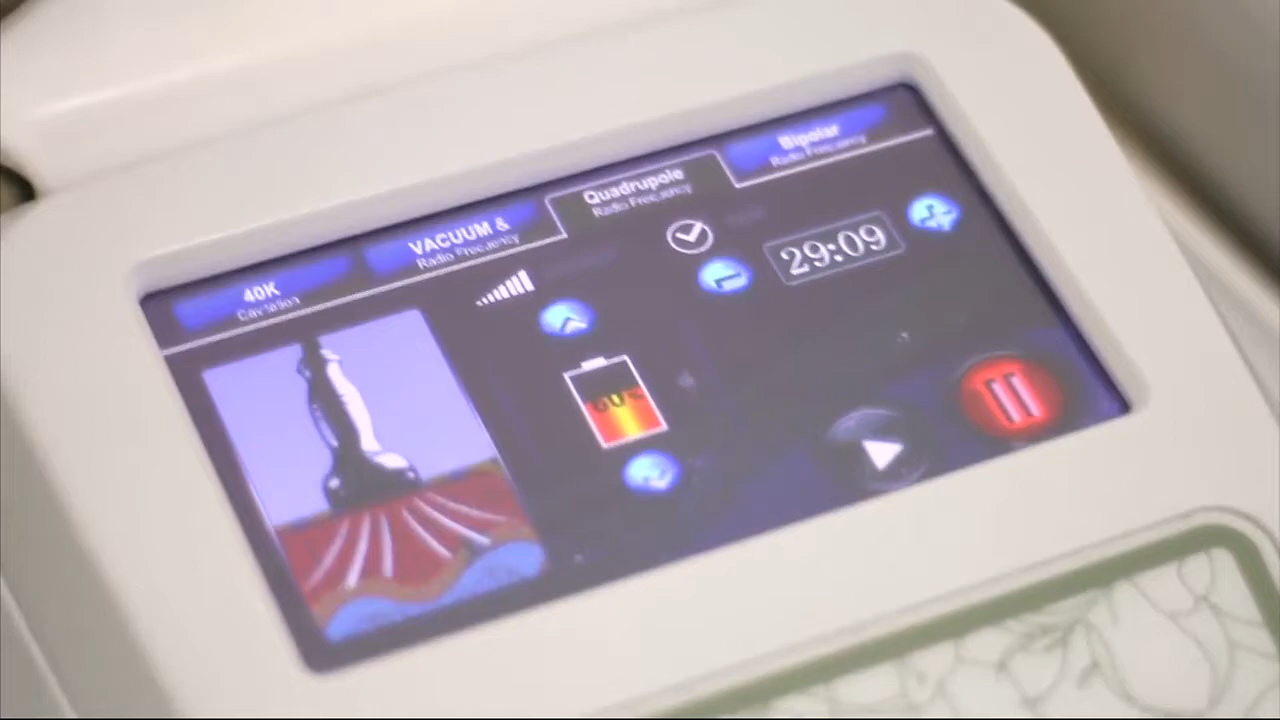 40K
Cavitation
VACUUM &
Radio Frequency
Quadrupole
Radio Frequency
Bipolar
Radio Frequency
29:09